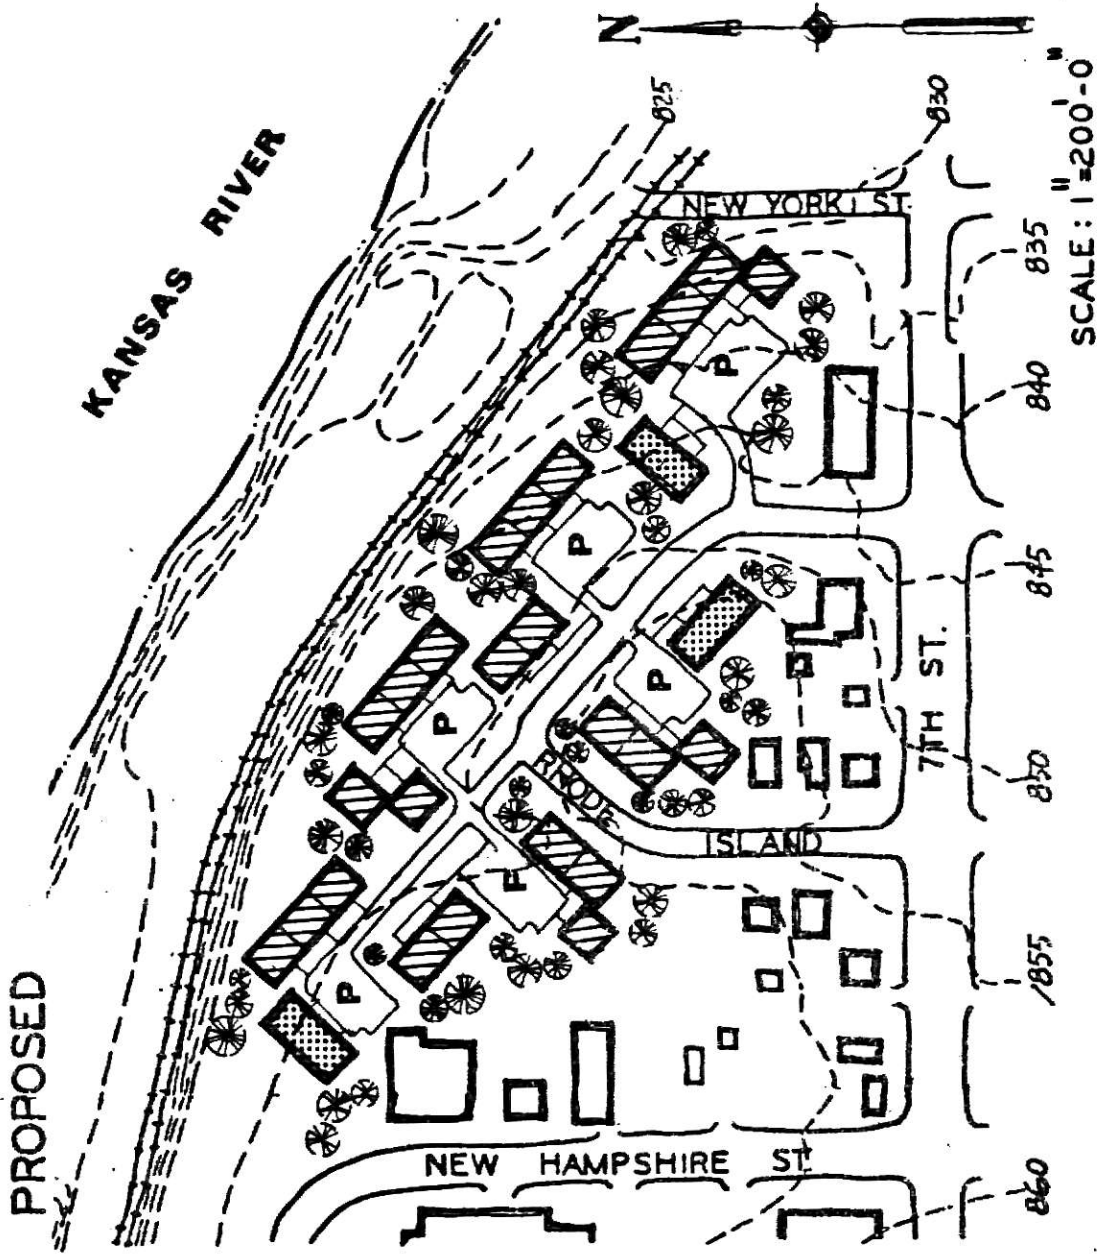 PROPOSED
KANSAS RIVER
N
825
830
NEW YORK ST.
835
SCALE: 1"=200'-0"
P
840
P
845
P
P
7TH ST.
850
RHODE
ISLAND
P
P
855
NEW HAMPSHIRE ST.
860